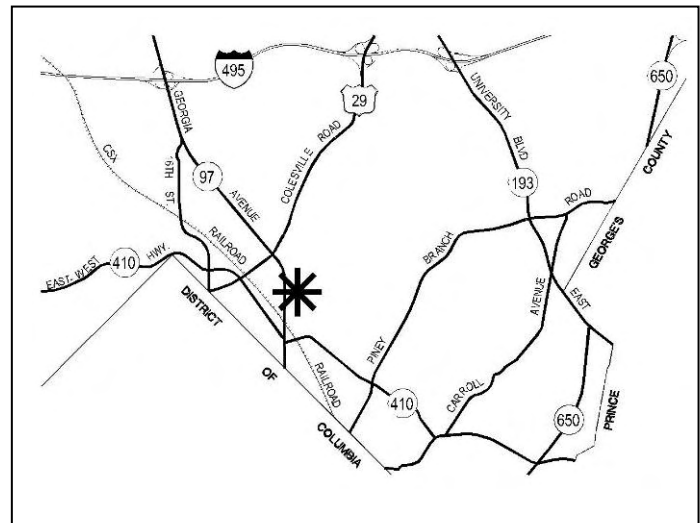 495
29
650
GEORGIA
UNIVERSITY
BLVD
CSX
16TH ST.
97
AVENUE
COLESVILLE ROAD
193
COUNTY
ROAD
RAILROAD
BRANCH
GEORGE'S
EAST-WEST
410
HWY.
DISTRICT
OF
COLUMBIA
RAILROAD
PINEY
AVENUE
EAST
410
CARROLL
650
PRINCE